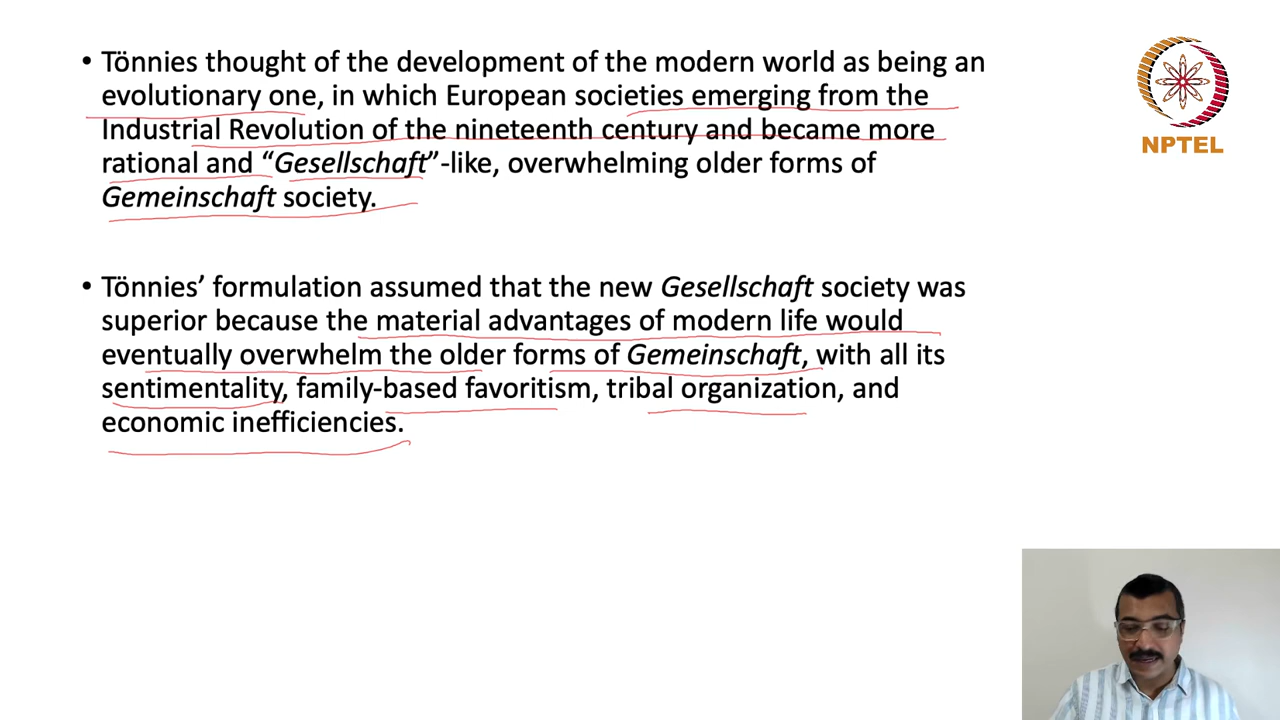 • Tönnies thought of the development of the modern world as being an
evolutionary one, in which European societies emerging from the
Industrial Revolution of the nineteenth century and became more
rational and “Gesellschaft”-like, overwhelming older forms of
Gemeinschaft society.
• Tönnies’ formulation assumed that the new Gesellschaft society was
superior because the material advantages of modern life would
eventually overwhelm the older forms of Gemeinschaft, with all its
sentimentality, family-based favoritism, tribal organization, and
economic inefficiencies.
NPTEL